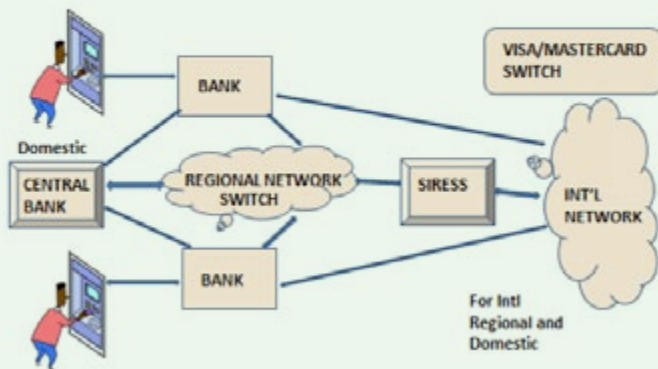 VISA/MASTERCARD
SWITCH
BANK
Domestic
CENTRAL
BANK
REGIONAL NETWORK
SWITCH
SIRESS
INT'L
NETWORK
BANK
For Intl
Regional and
Domestic